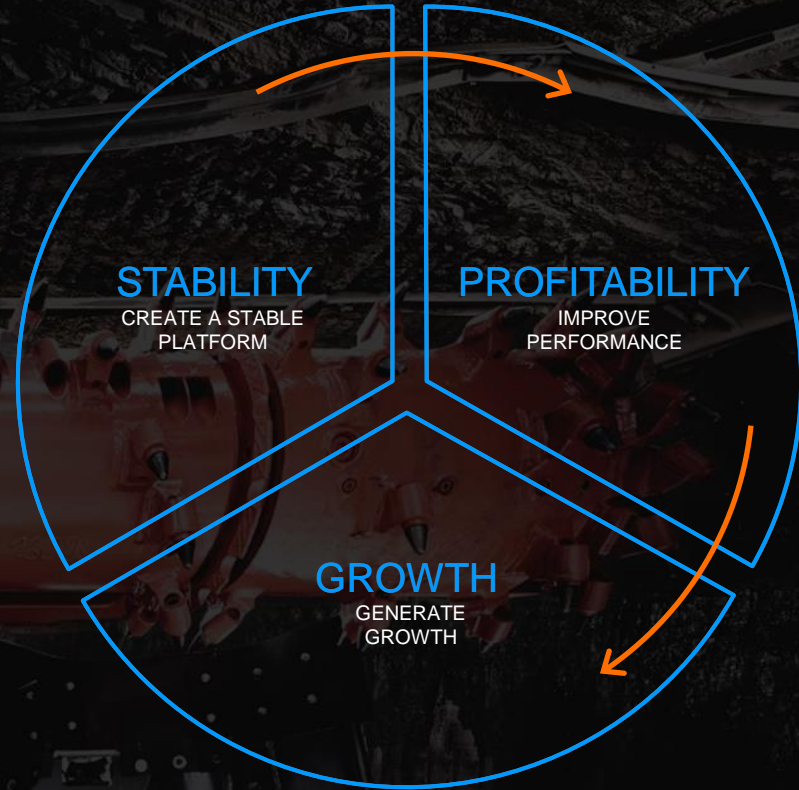 STABILITY
CREATE A STABLE
PLATFORM
PROFITABILITY
IMPROVE
PERFORMANCE
GROWTH
GENERATE
GROWTH